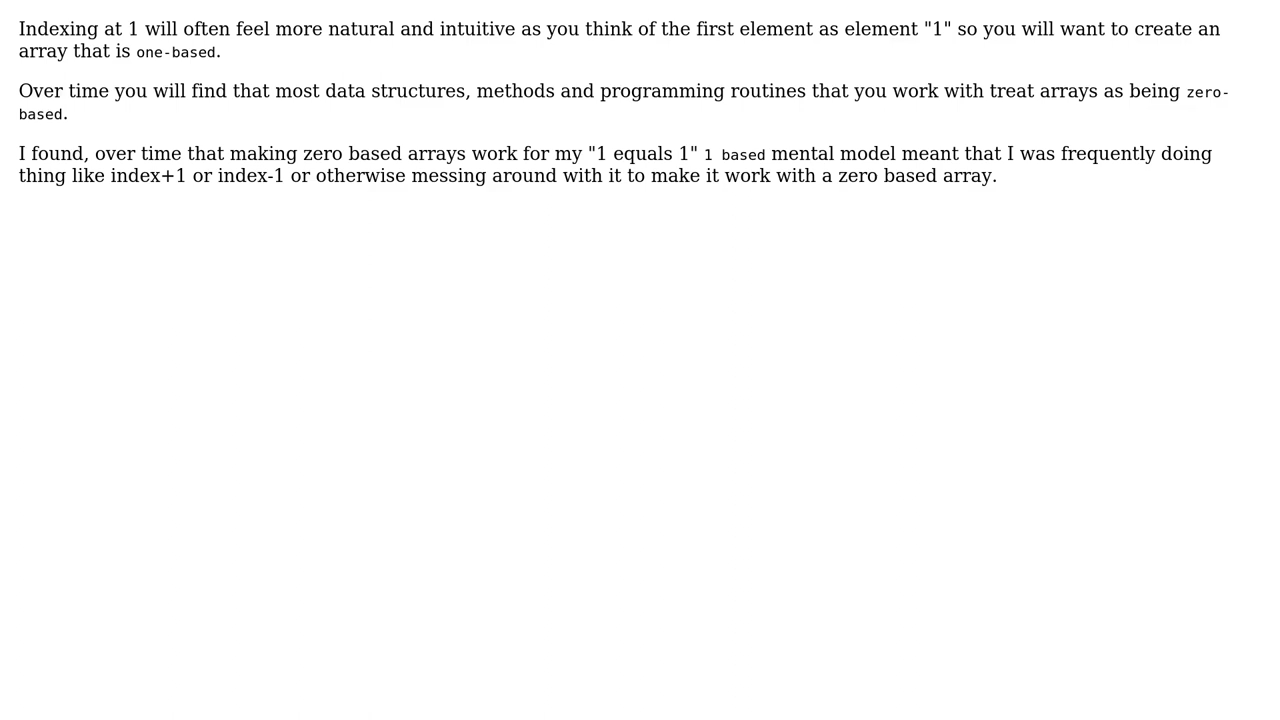 Indexing at 1 will often feel more natural and intuitive as you think of the first element as element "1" so you will want to create an
array that is one-based.
Over time you will find that most data structures, methods and programming routines that you work with treat arrays as being zero-
based.
I found, over time that making zero based arrays work for my "1 equals 1" 1 based mental model meant that I was frequently doing
thing like index+1 or index-1 or otherwise messing around with it to make it work with a zero based array.